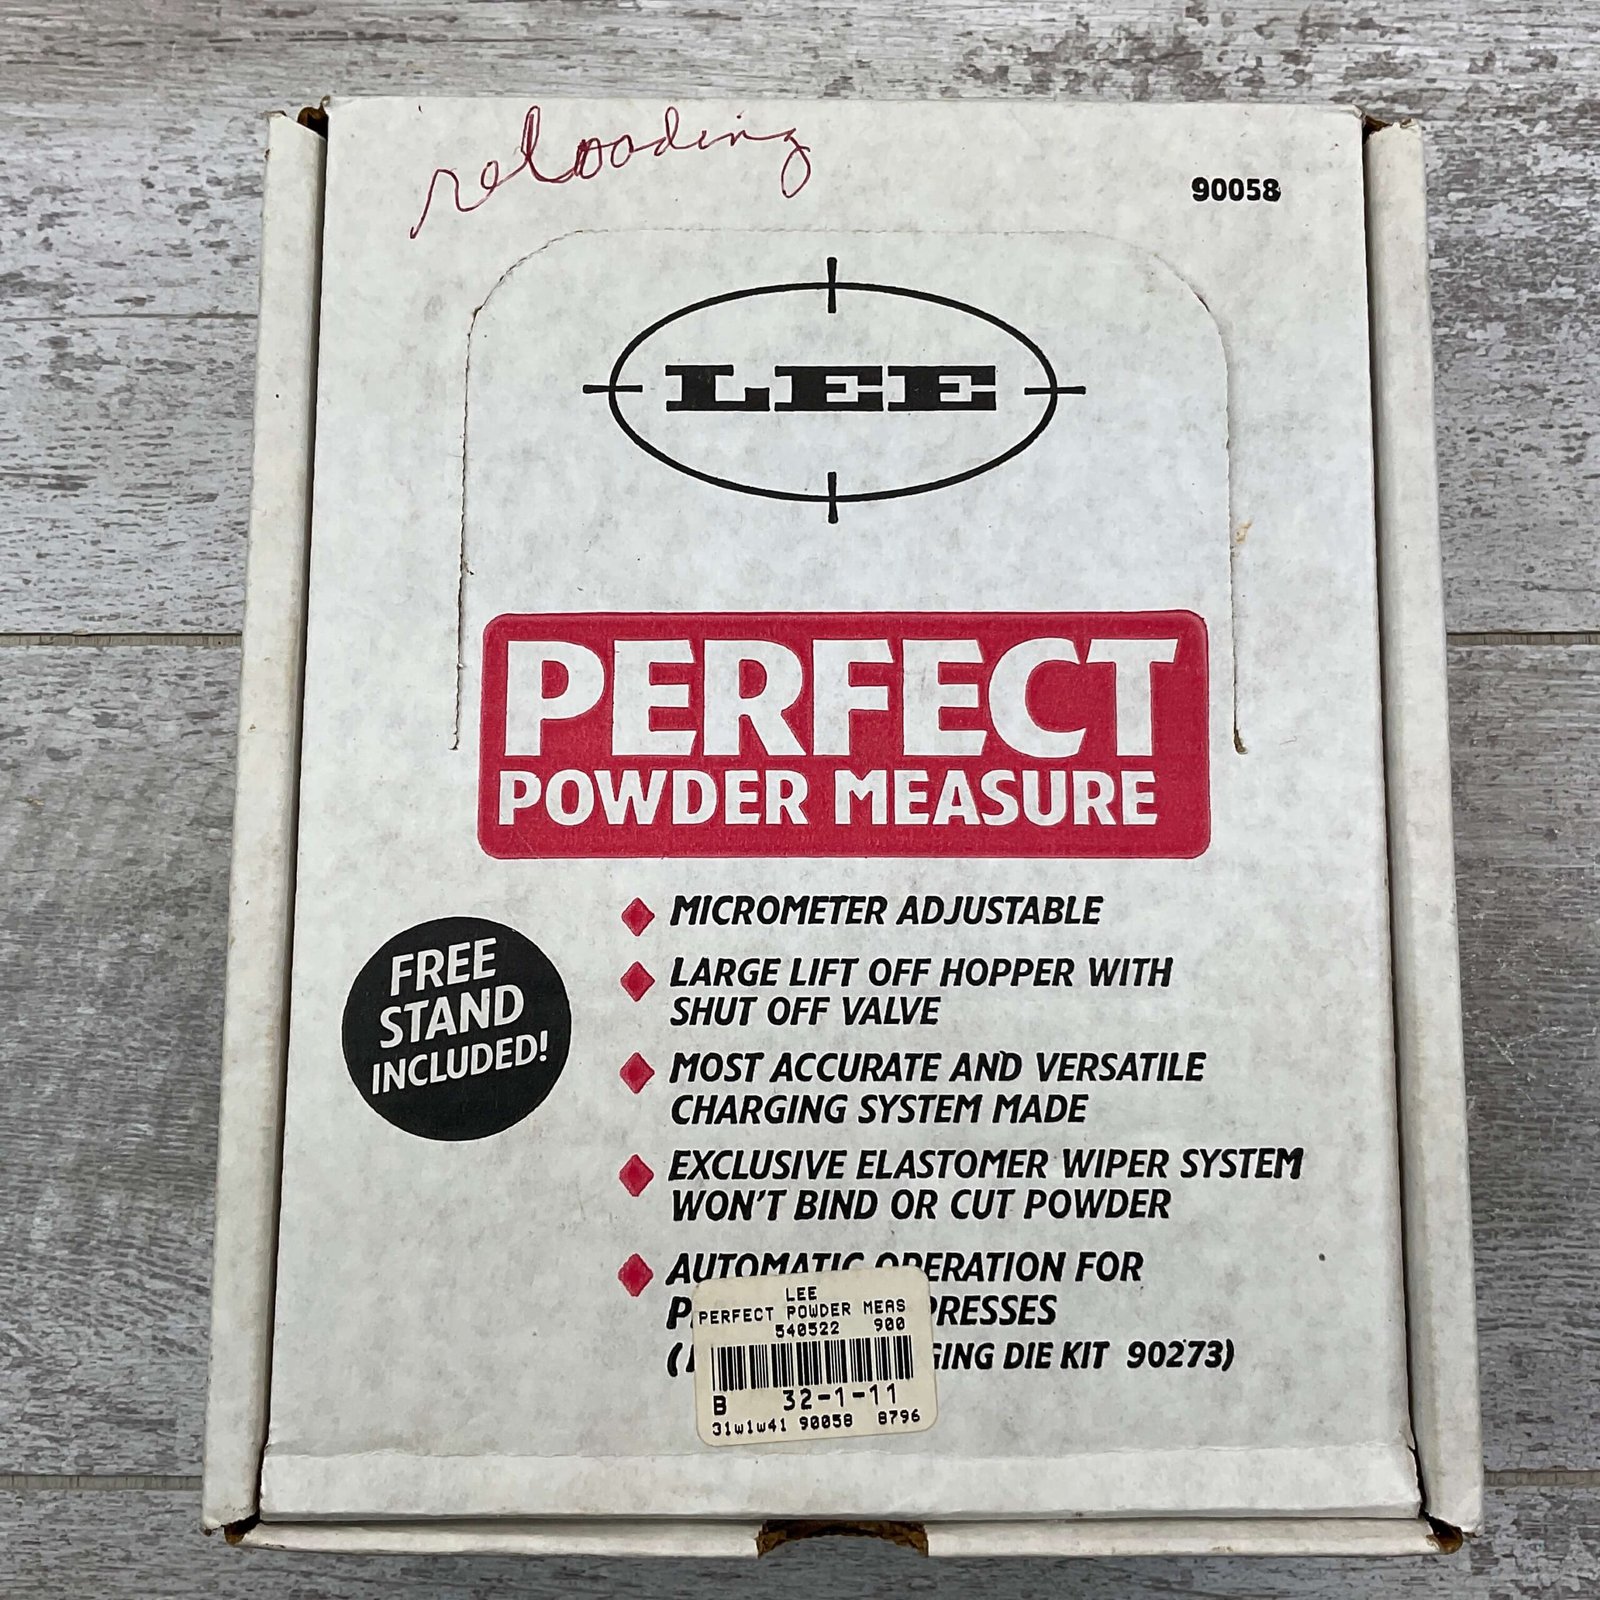 reloading
90058
LEE
PERFECT
POWDER MEASURE
FREE
STAND
INCLUDED!
MICROMETER ADJUSTABLE
LARGE LIFT OFF HOPPER WITH
SHUT OFF VALVE
MOST ACCURATE AND VERSATILE
CHARGING SYSTEM MADE
EXCLUSIVE ELASTOMER WIPER SYSTEM
WON'T BIND OR CUT POWDER
AUTOMATIC OPERATION FOR
PRESSES
DIE KIT 90273)
LEE
PERFECT POWDER MEAS
540522 900
B 32-1-11
31w1w41 90058 8796